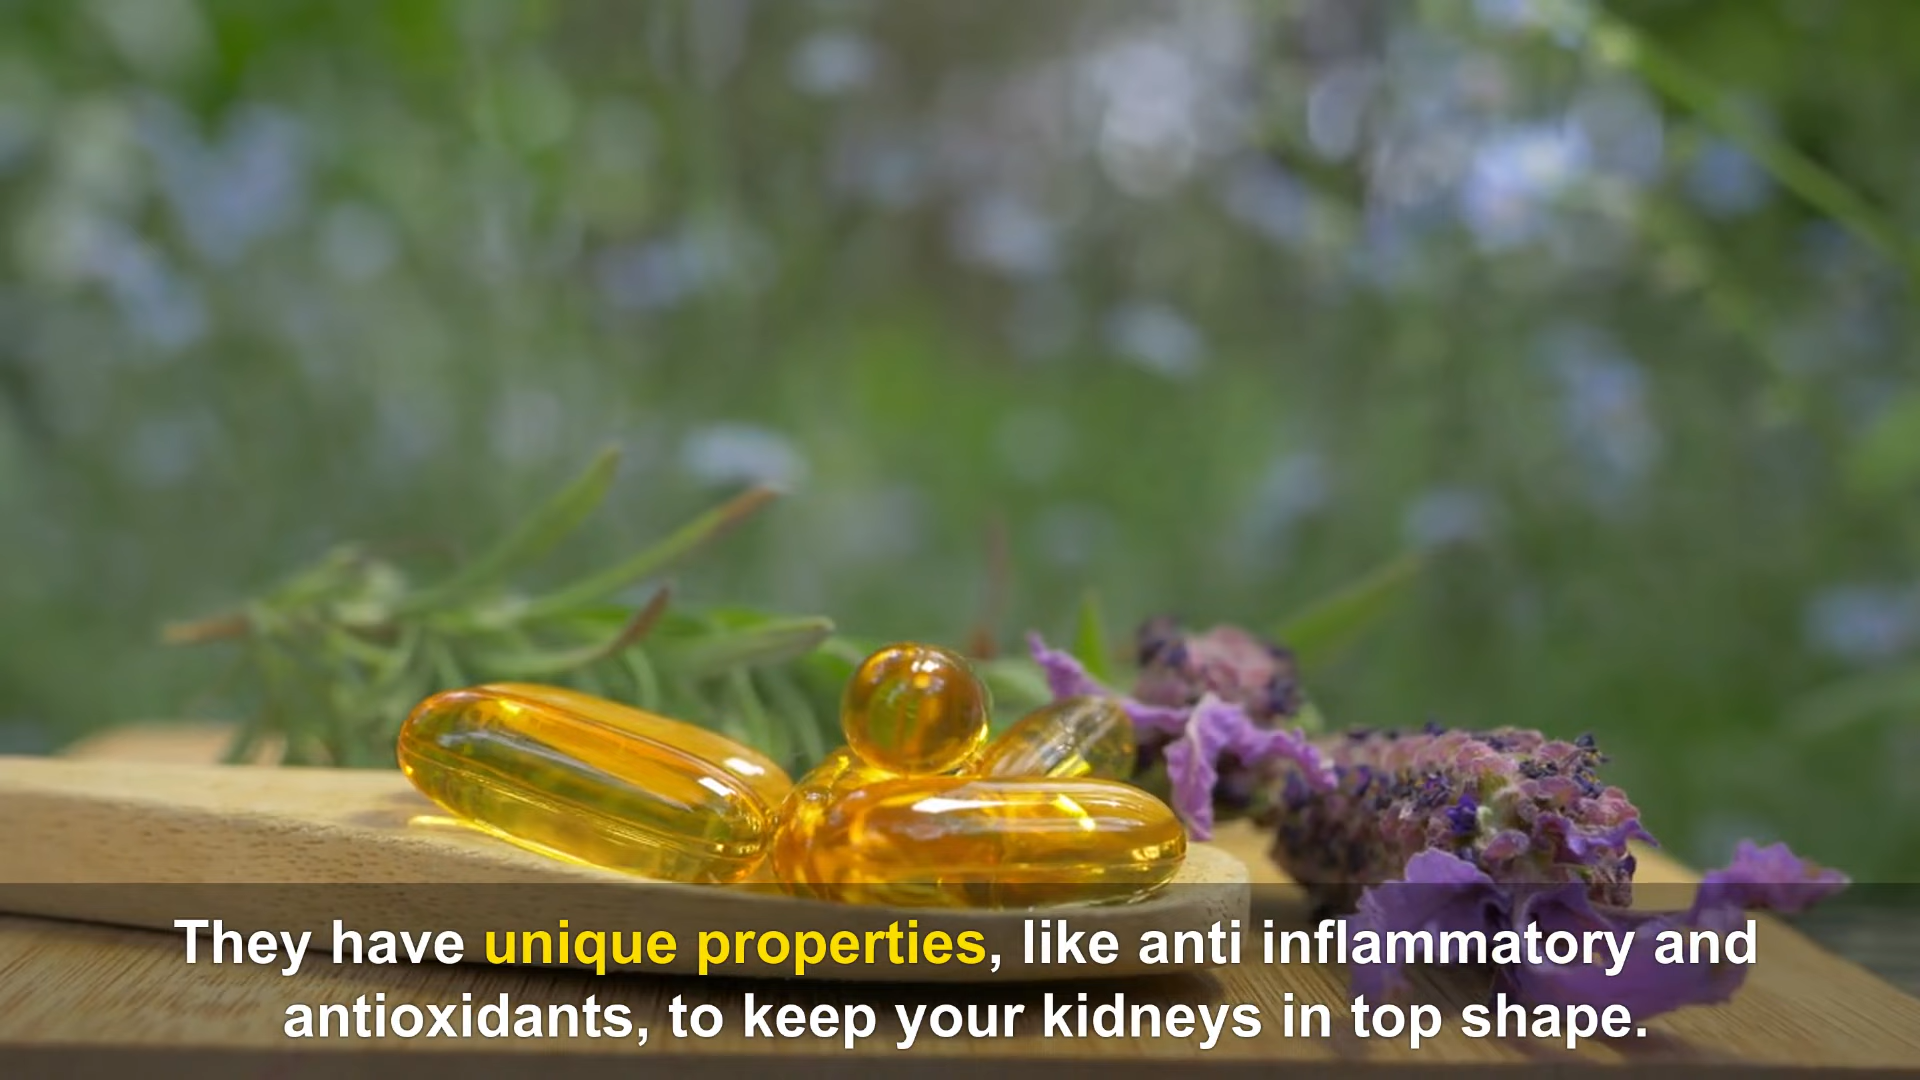 They have unique properties, like anti inflammatory and
antioxidants, to keep your kidneys in top shape.